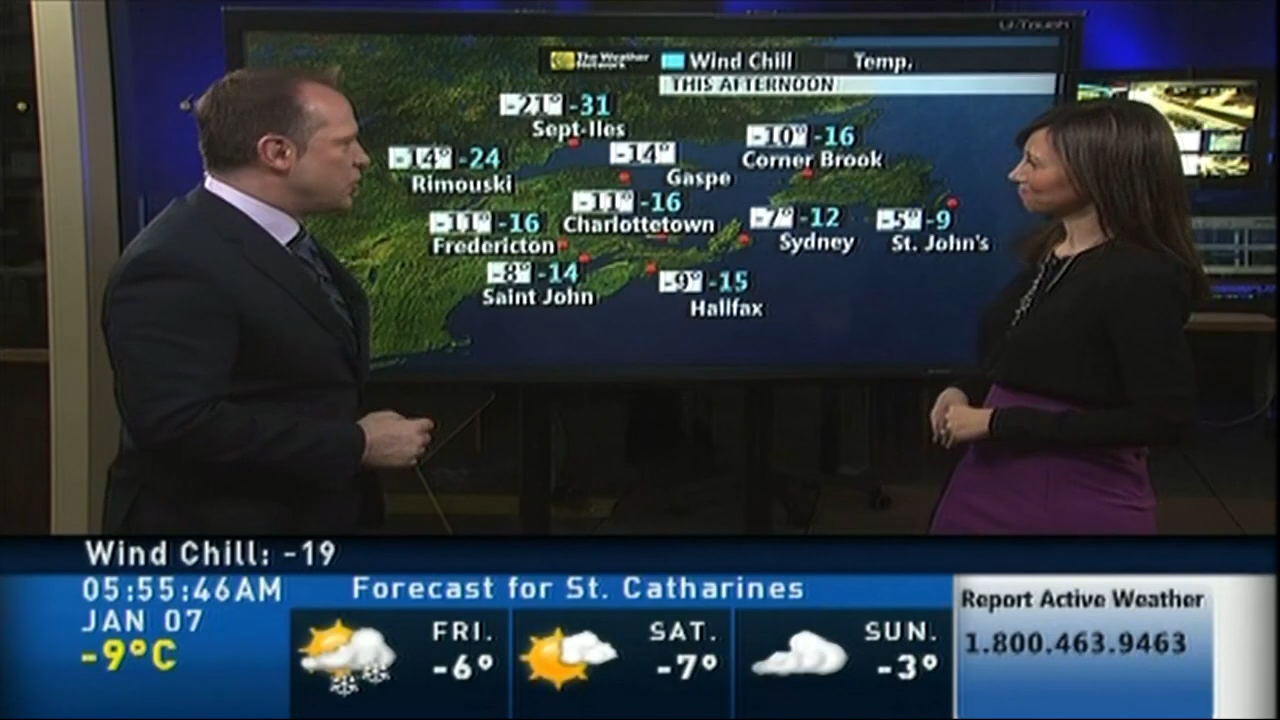 U-Touch
The Weather Network
Wind Chill
Temp.
THIS AFTERNOON
-21° -31
Sept-Iles
-14° -24
Rimouski
-14°
Gaspe
-10° -16
Corner Brook
-11° -16
Charlottetown
-11° -16
Fredericton
-7° -12
Sydney
-5° -9
St. John's
-8° -14
Saint John
-9° -15
Halifax
Wind Chill: -19
05:55:46AM
JAN 07
-9°C
Forecast for St. Catharines
FRI.
-6°
SAT.
-7°
SUN.
-3°
Report Active Weather
1.800.463.9463